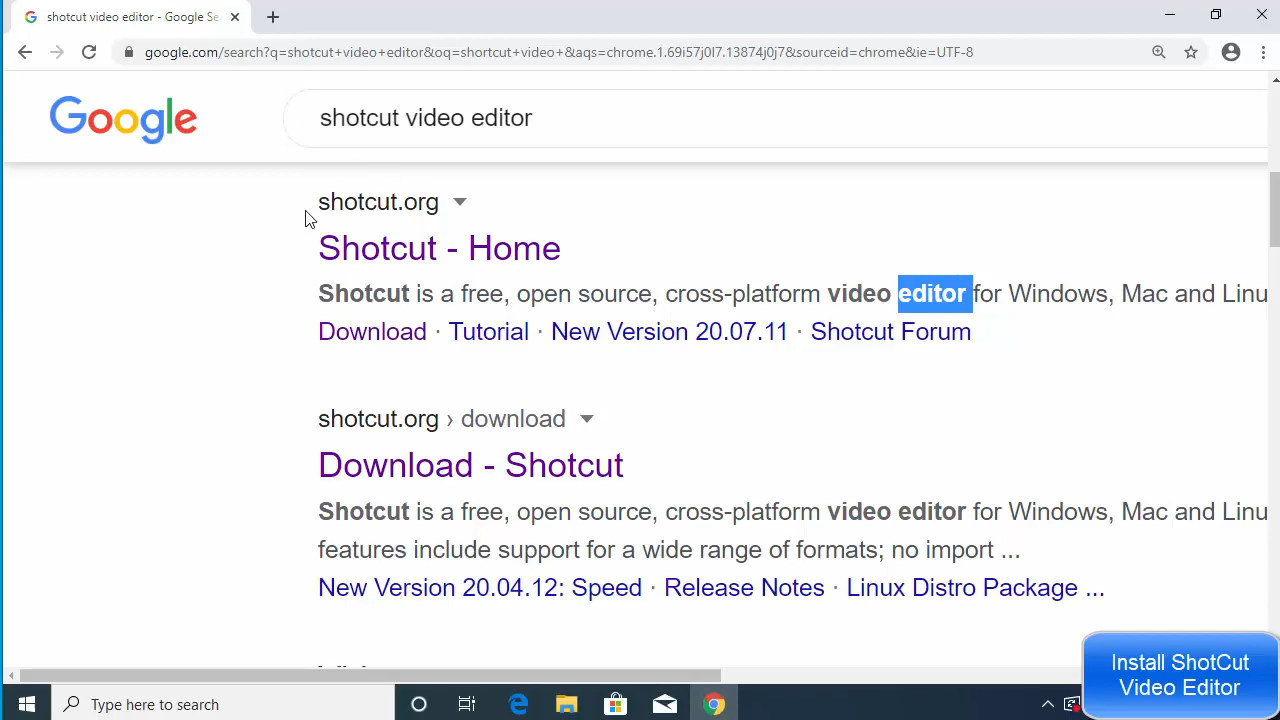 shotcut video editor - Google Se
google.com/search?q=shotcut+video+editor&oq=shortcut+video+&aqs=chrome.1.69i57j0l7.13874j0j7&sourceid=chrome&ie=UTF-8
Google
shotcut video editor
shotcut.org
Shotcut - Home
Shotcut is a free, open source, cross-platform video editor for Windows, Mac and Linu
Download · Tutorial · New Version 20.07.11 · Shotcut Forum
shotcut.org › download
Download - Shotcut
Shotcut is a free, open source, cross-platform video editor for Windows, Mac and Linu
features include support for a wide range of formats; no import ...
New Version 20.04.12: Speed · Release Notes · Linux Distro Package ...
Install ShotCut
Video Editor
Type here to search